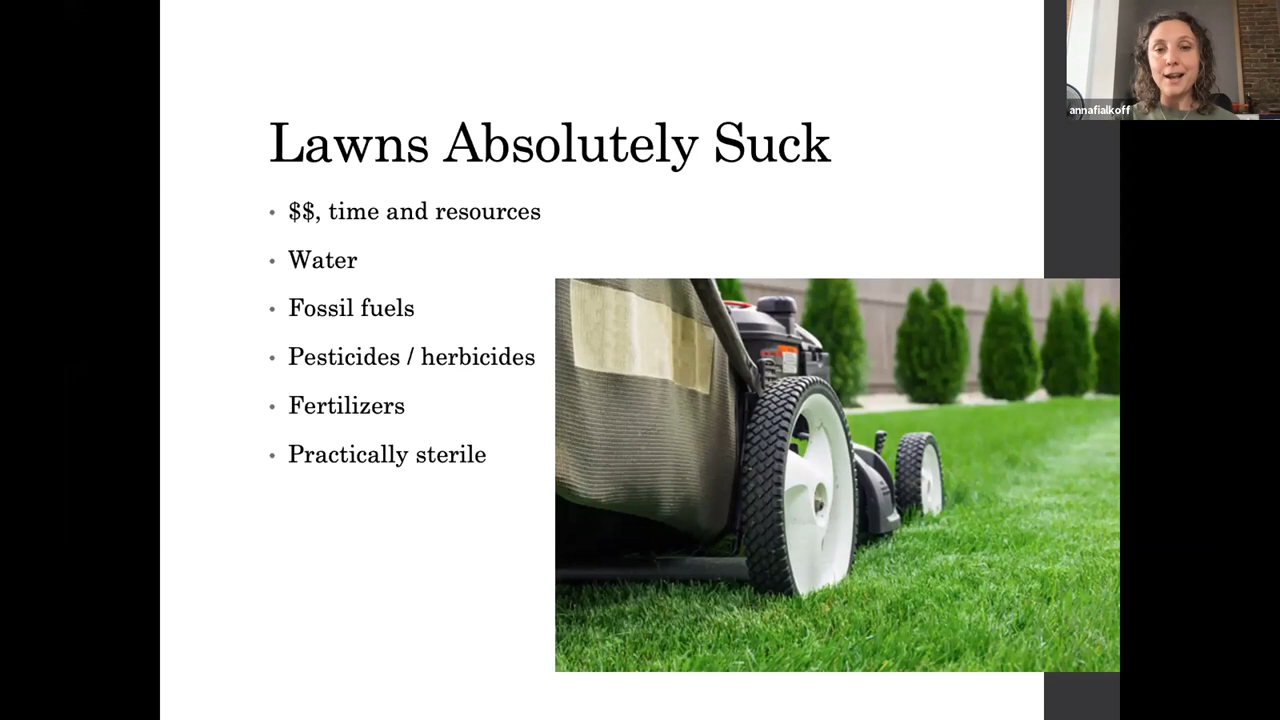 Lawns Absolutely Suck
• $$, time and resources
• Water
• Fossil fuels
• Pesticides / herbicides
• Fertilizers
• Practically sterile
annafialkoff